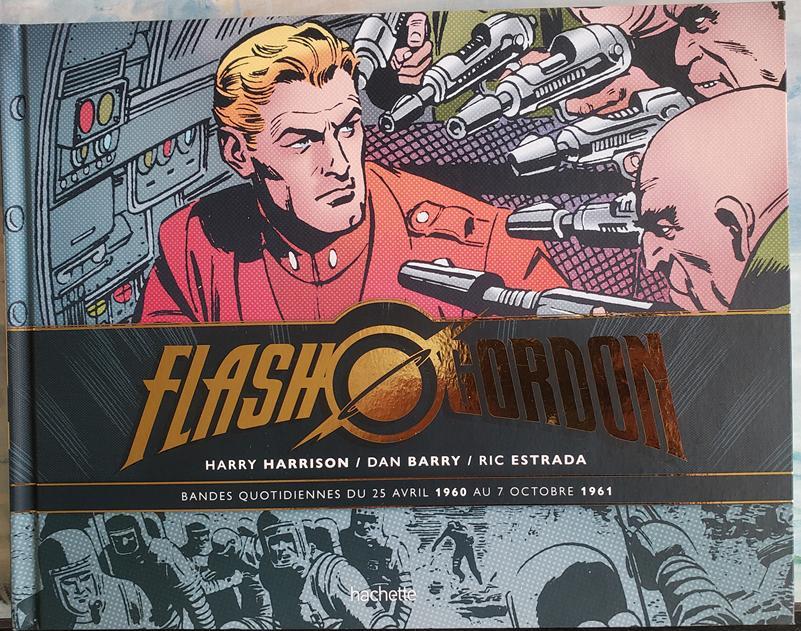 FLASH GORDON
HARRY HARRISON / DAN BARRY / RIC ESTRADA
BANDES QUOTIDIENNES DU 25 AVRIL 1960 AU 7 OCTOBRE 1961
hachette